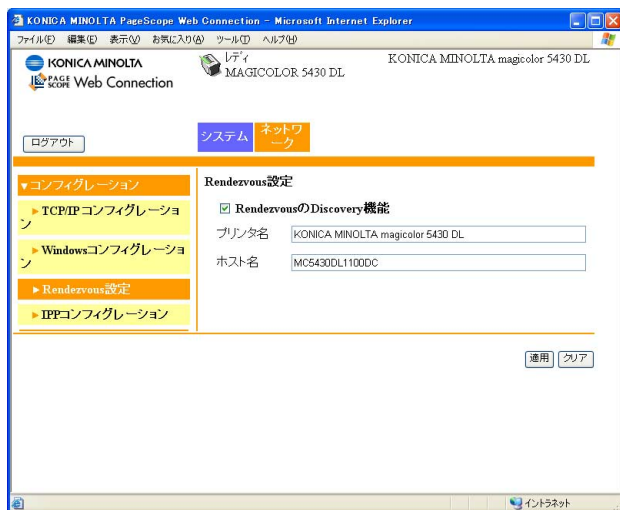 KONICA MINOLTA PageScope Web Connection - Microsoft Internet Explorer
ファイル(F) 編集(E) 表示(V) お気に入り(A) ツール(T) ヘルプ(H)
KONICA MINOLTA
PAGE SCOPE Web Connection
レディ
MAGICOLOR 5430 DL
KONICA MINOLTA magicolor 5430 DL
ログアウト
システム
ネットワ
ーク
▼コンフィグレーション
►TCP/IP コンフィグレーショ
ン
►Windowsコンフィグレーショ
ン
►Rendezvous設定
►IPPコンフィグレーション
Rendezvous設定
RendezvousのDiscovery機能
プリンタ名 KONICA MINOLTA magicolor 5430 DL
ホスト名 MC5430DL1100DC
適用 クリア
イントラネット